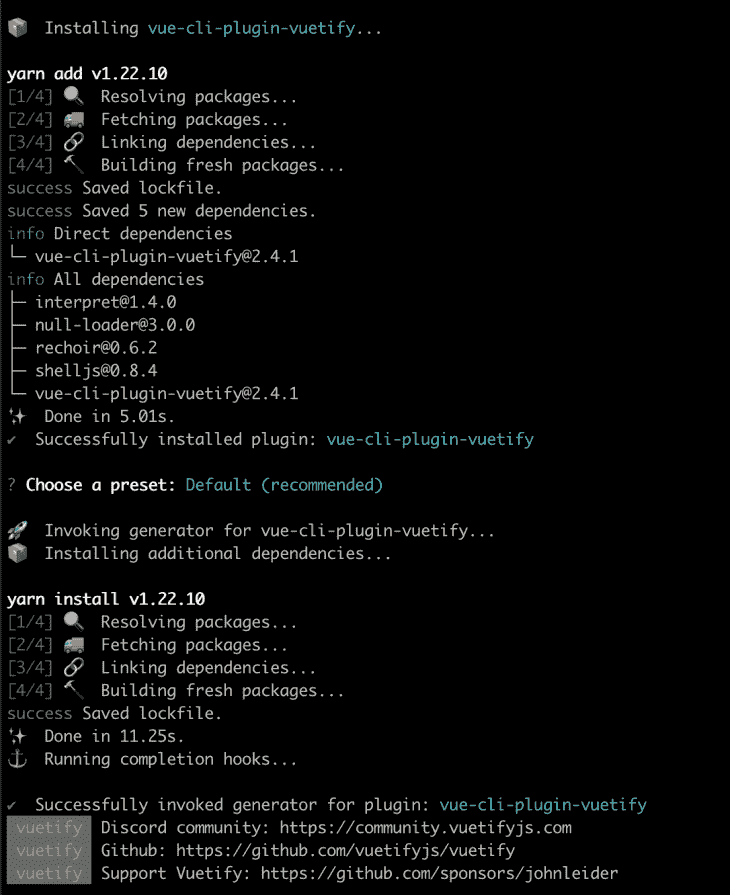 Installing vue-cli-plugin-vuetify...
yarn add v1.22.10
[1/4] Resolving packages...
[2/4] Fetching packages...
[3/4] Linking dependencies...
[4/4] Building fresh packages...
success Saved lockfile.
success Saved 5 new dependencies.
info Direct dependencies
└─ vue-cli-plugin-vuetify@2.4.1
info All dependencies
├─ interpret@1.4.0
├─ null-loader@3.0.0
├─ rechoir@0.6.2
├─ shelljs@0.8.4
└─ vue-cli-plugin-vuetify@2.4.1
Done in 5.01s.
✔ Successfully installed plugin: vue-cli-plugin-vuetify
? Choose a preset: Default (recommended)
Invoking generator for vue-cli-plugin-vuetify...
Installing additional dependencies...
yarn install v1.22.10
[1/4] Resolving packages...
[2/4] Fetching packages...
[3/4] Linking dependencies...
[4/4] Building fresh packages...
success Saved lockfile.
Done in 11.25s.
Running completion hooks...
✔ Successfully invoked generator for plugin: vue-cli-plugin-vuetify
vuetify Discord community: https://community.vuetifyjs.com
vuetify Github: https://github.com/vuetifyjs/vuetify
vuetify Support Vuetify: https://github.com/sponsors/johnleider